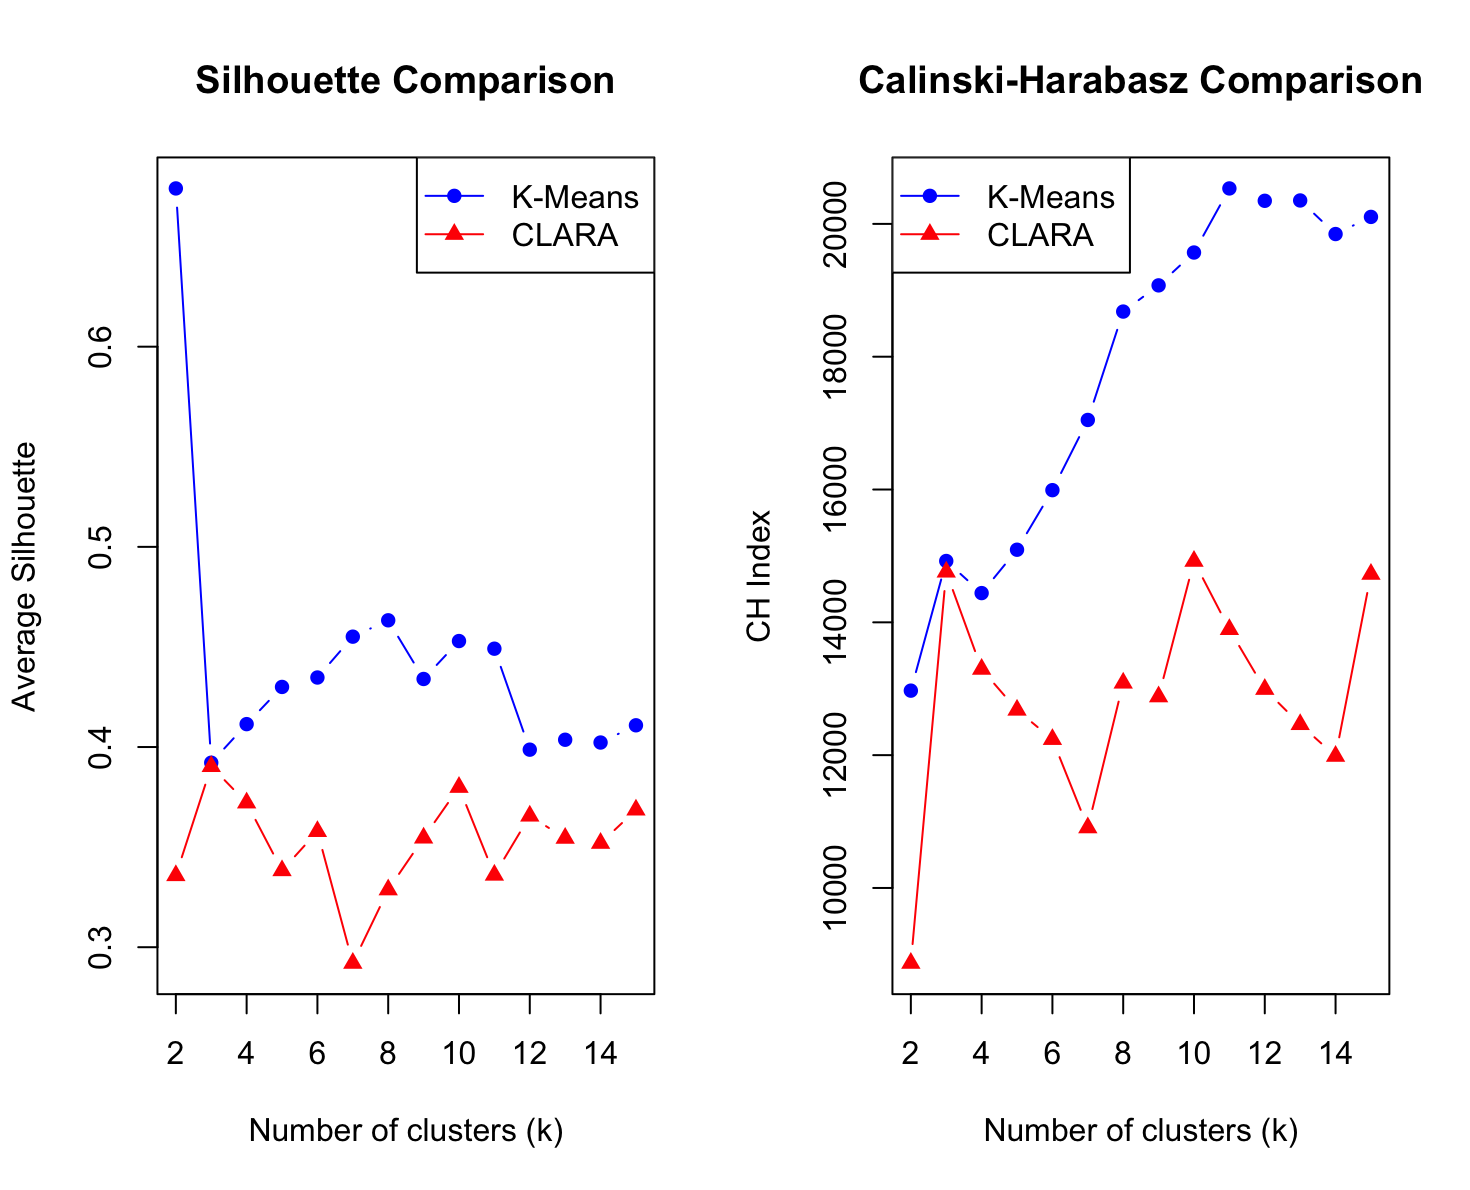 Silhouette Comparison
K-Means
CLARA
Average Silhouette
0.6
0.5
0.4
0.3
2 4 6 8 10 12 14
Number of clusters (k)
Calinski-Harabasz Comparison
K-Means
CLARA
CH Index
20000
18000
16000
14000
12000
10000
2 4 6 8 10 12 14
Number of clusters (k)